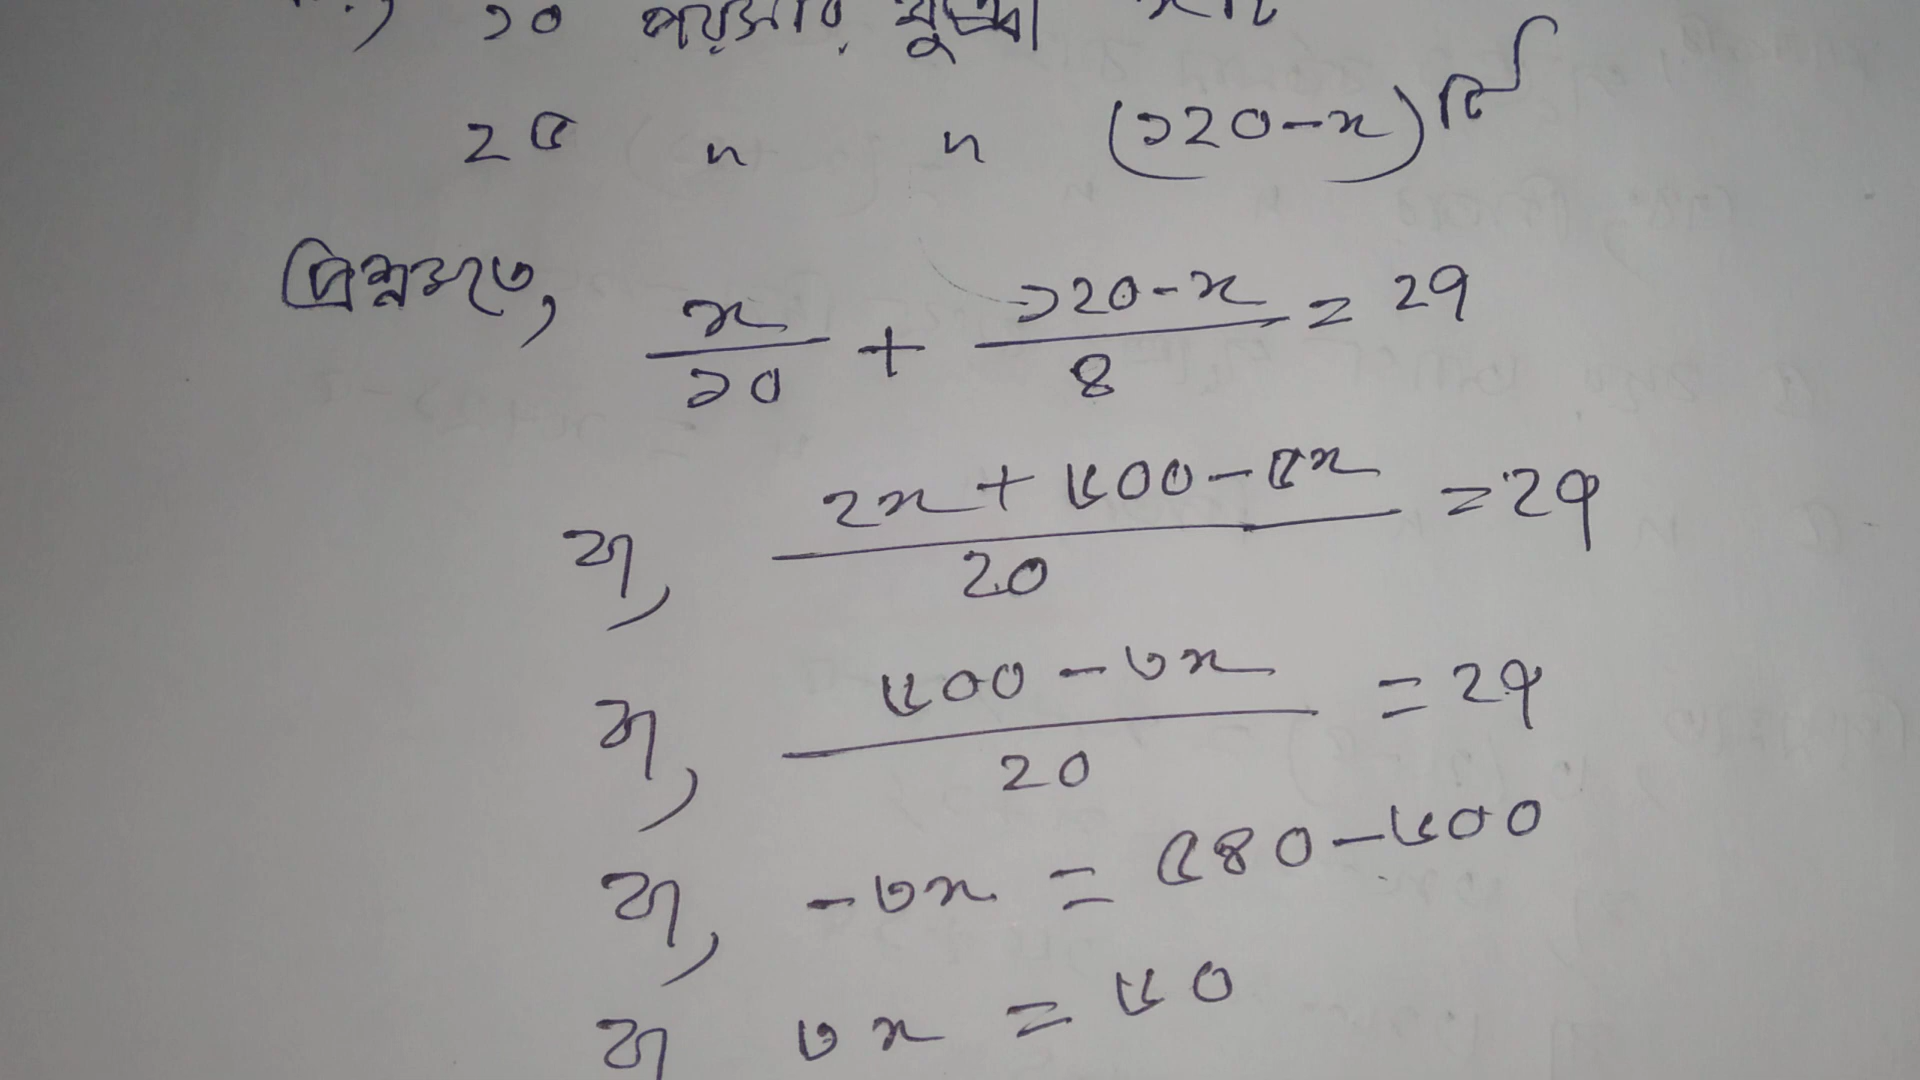 ১০ পয়সার মুদ্রা x টি
২৫ " " (১২০-x) টি
প্রশ্নমতে, x/১০ + ১২০-x/৪ = ২৭
বা, ২x + ৬০০ - ৫x/২০ = ২৭
বা, ৬০০ - ৩x/২০ = ২৭
বা, -৩x = ৫৪০ - ৬০০
বা ৩x = ৬০